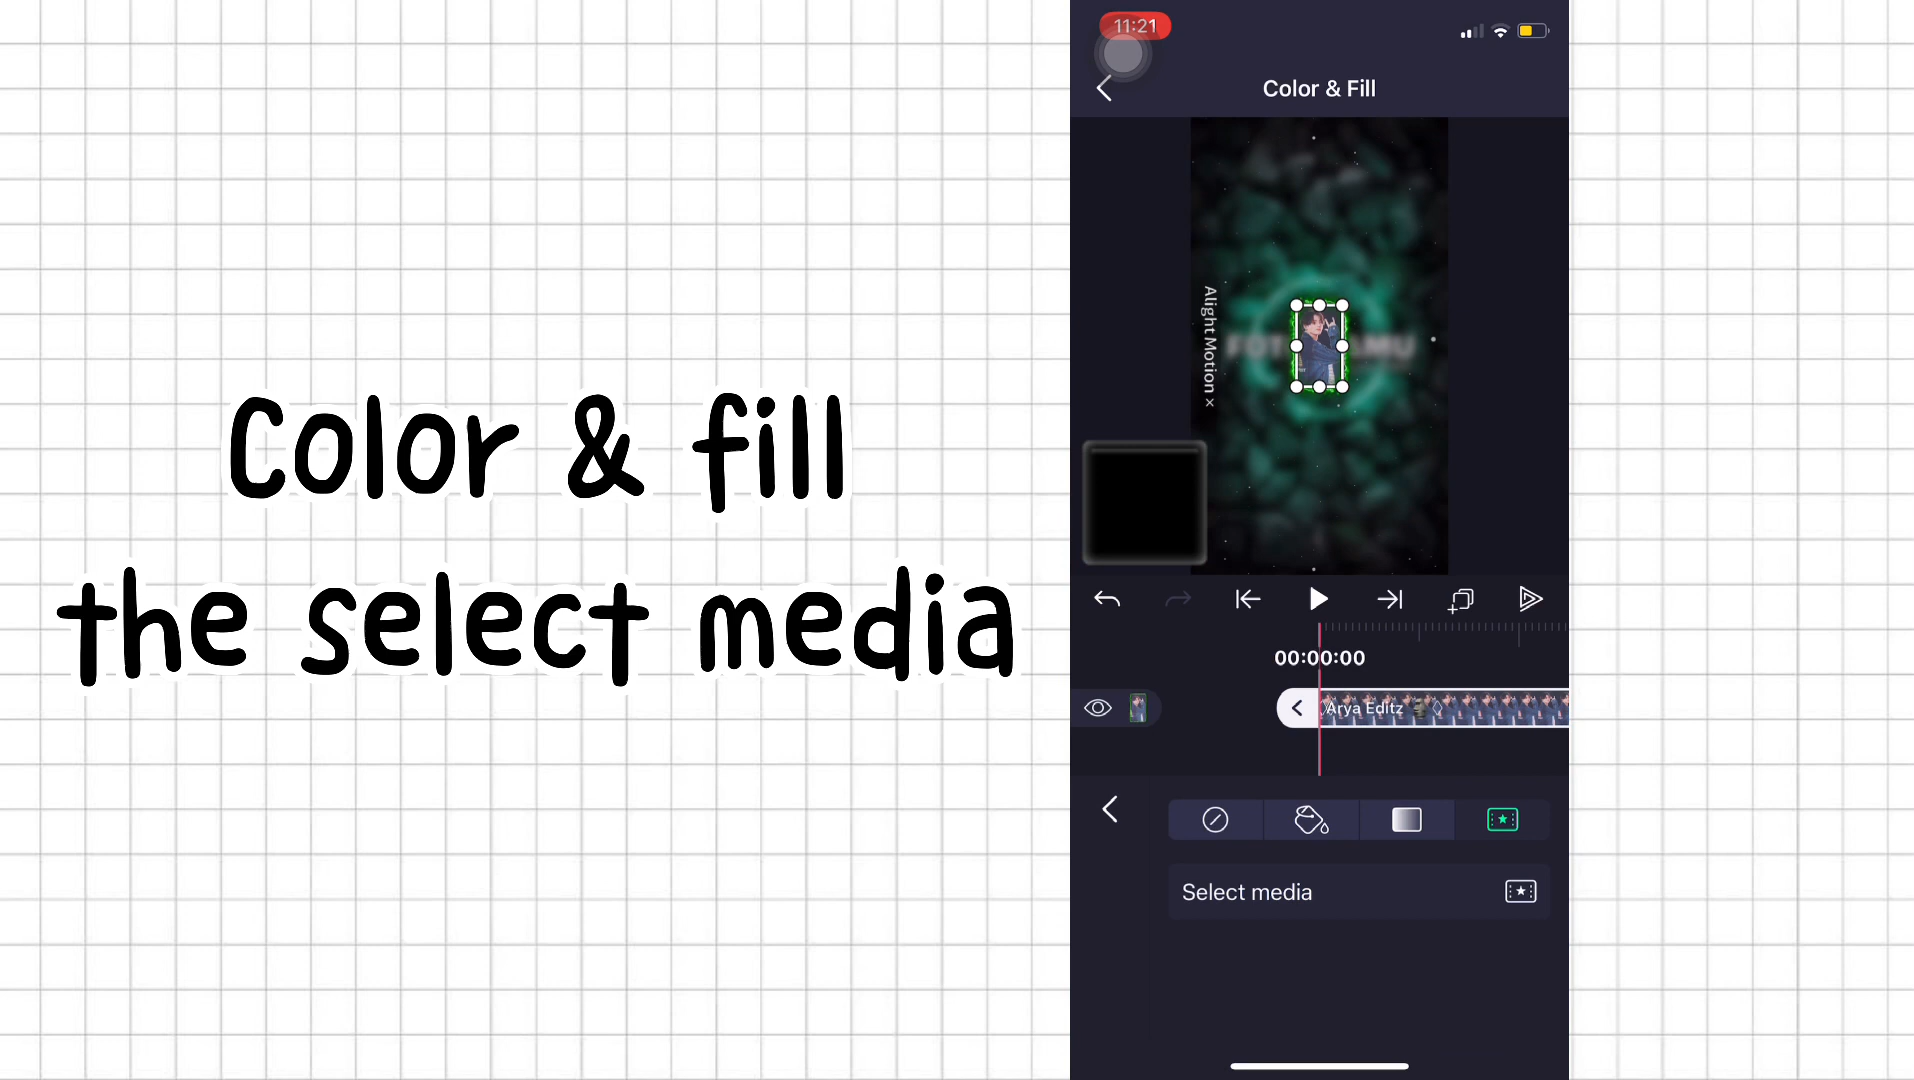 Color & fill
the select media
11:21
Color & Fill
Alight Motion ×
00:00:00
Arya Editz
Select media